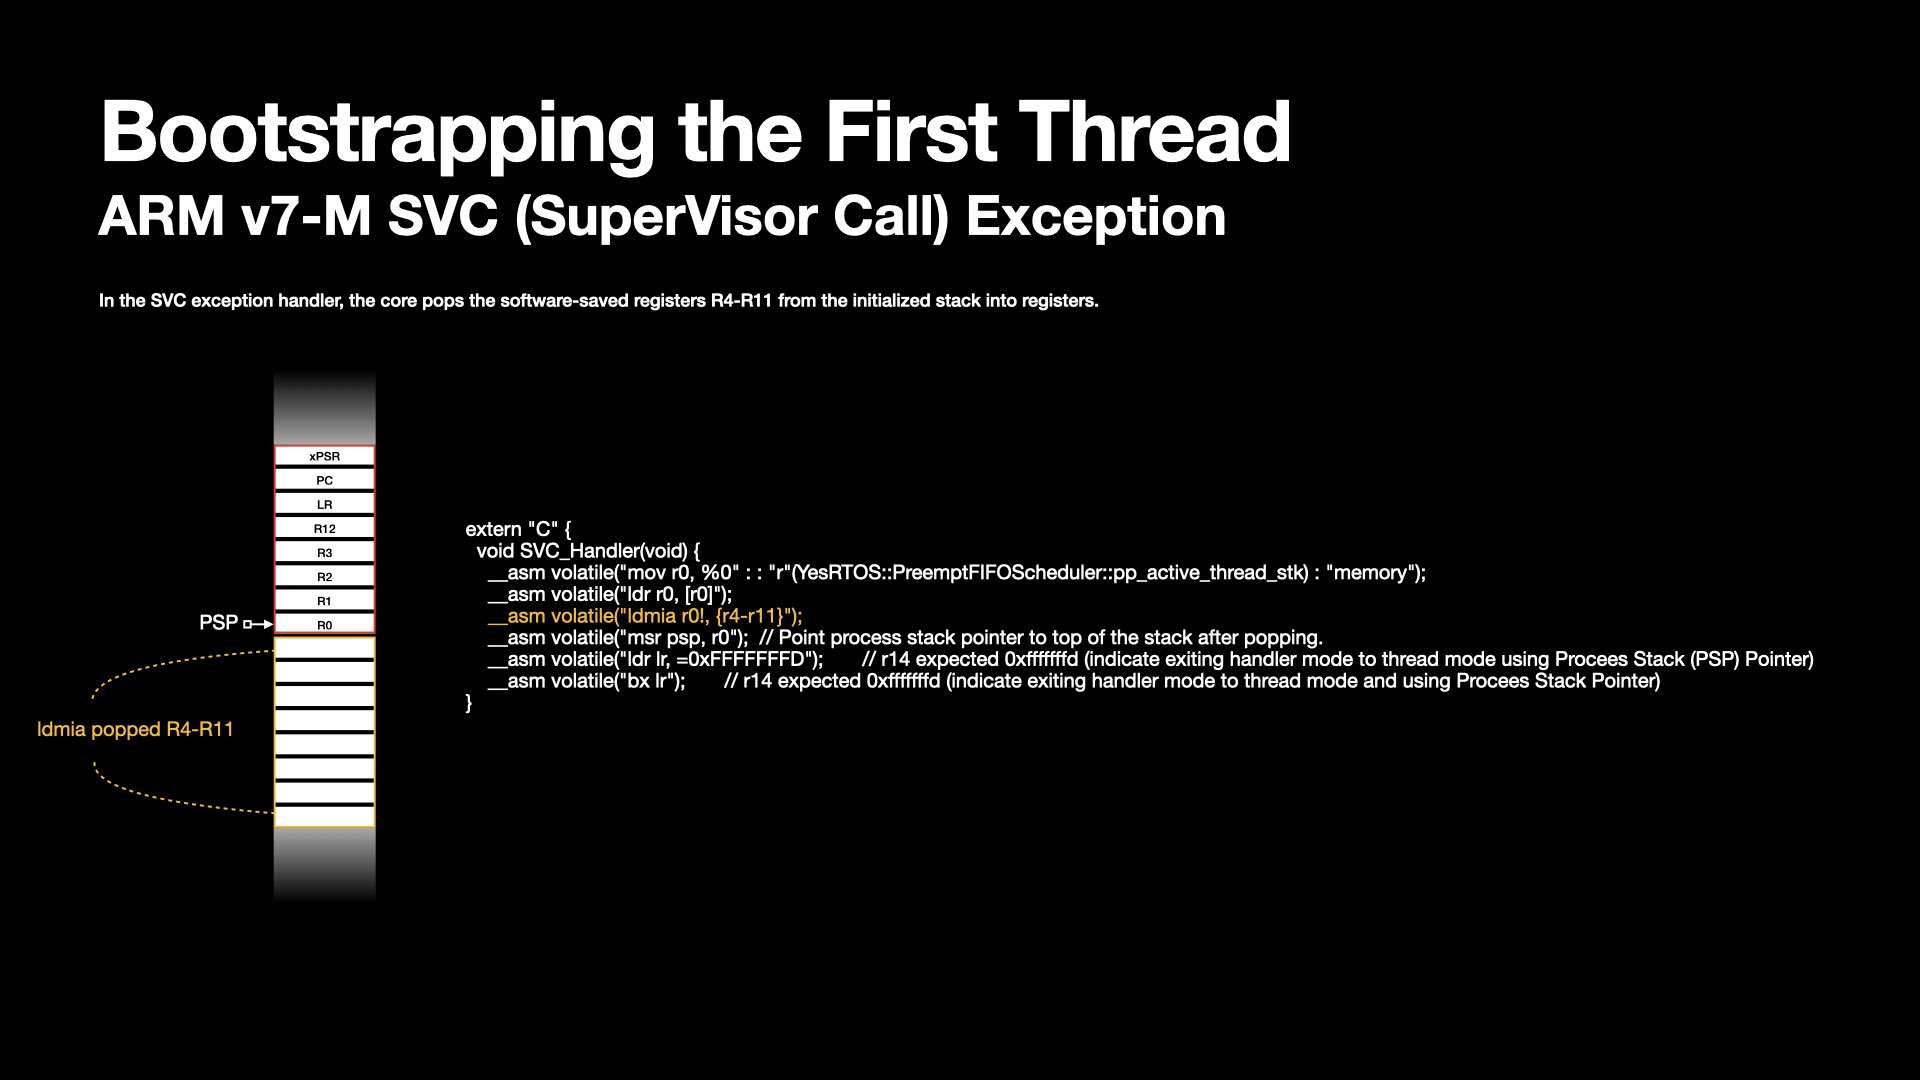 Bootstrapping the First Thread
ARM v7-M SVC (SuperVisor Call) Exception
In the SVC exception handler, the core pops the software-saved registers R4-R11 from the initialized stack into registers.
xPSR
PC
LR
R12
R3
R2
R1
PSP
R0
ldmia popped R4-R11
extern "C" {
void SVC_Handler(void) {
__asm volatile("mov r0, %0" : : "r"(YesRTOS::PreemptFIFOScheduler::pp_active_thread_stk) : "memory");
__asm volatile("ldr r0, [r0]");
__asm volatile("ldmia r0!, {r4-r11}");
__asm volatile("msr psp, r0"); // Point process stack pointer to top of the stack after popping.
__asm volatile("ldr lr, =0xFFFFFFFD"); // r14 expected 0xfffffffd (indicate exiting handler mode to thread mode using Procees Stack (PSP) Pointer)
__asm volatile("bx lr"); // r14 expected 0xfffffffd (indicate exiting handler mode to thread mode and using Procees Stack Pointer)
}